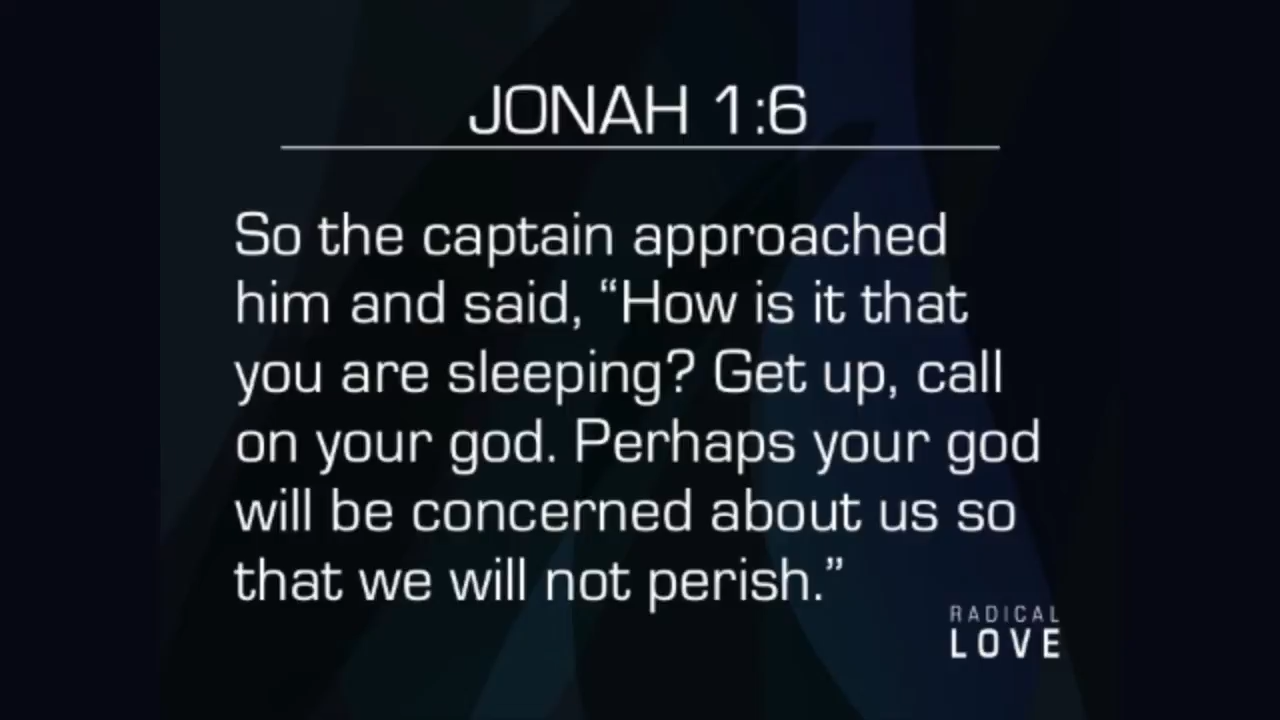 JONAH 1:6
So the captain approached
him and said, “How is it that
you are sleeping? Get up, call
on your god. Perhaps your god
will be concerned about us so
that we will not perish.”
RADICAL
LOVE